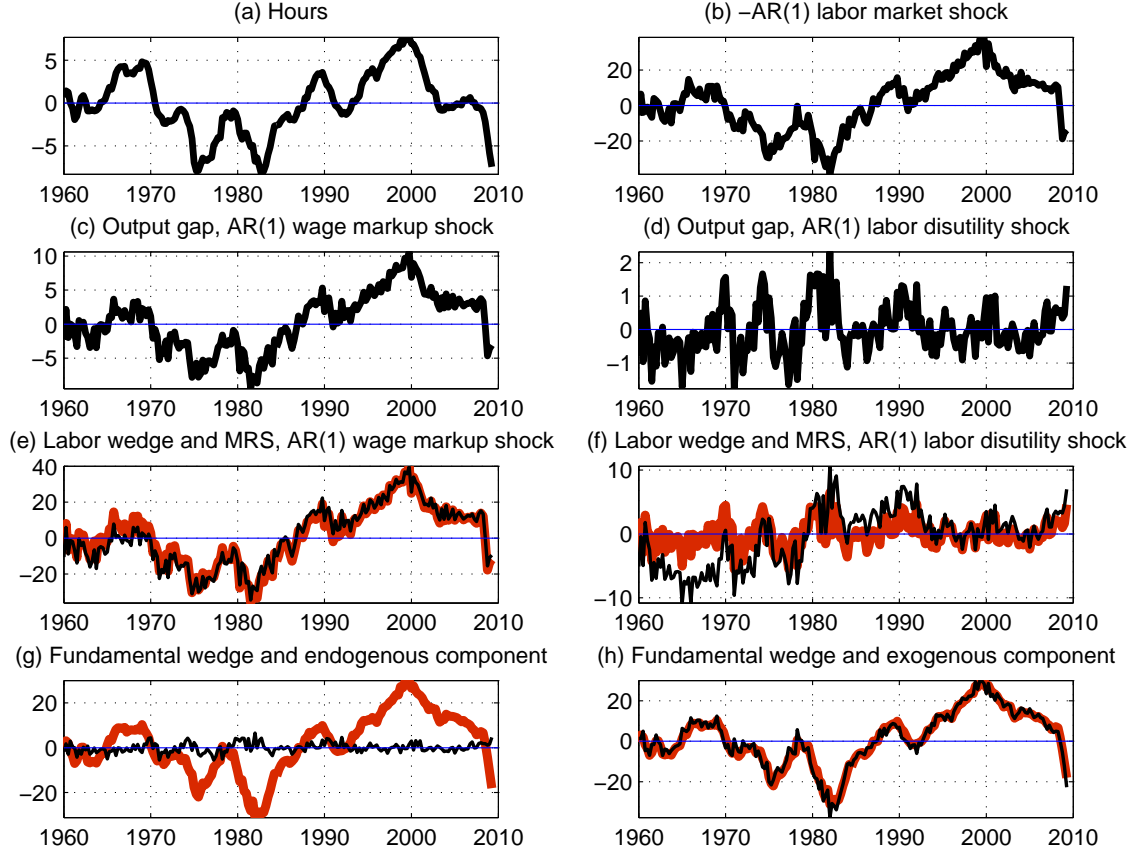 (a) Hours
(b) −AR(1) labor market shock
5
0
−5
1960 1970 1980 1990 2000 2010
20
0
−20
1960 1970 1980 1990 2000 2010
(c) Output gap, AR(1) wage markup shock
(d) Output gap, AR(1) labor disutility shock
10
5
0
−5
1960 1970 1980 1990 2000 2010
2
1
0
−1
1960 1970 1980 1990 2000 2010
(e) Labor wedge and MRS, AR(1) wage markup shock
(f) Labor wedge and MRS, AR(1) labor disutility shock
40
20
0
−20
1960 1970 1980 1990 2000 2010
10
0
−10
1960 1970 1980 1990 2000 2010
(g) Fundamental wedge and endogenous component
(h) Fundamental wedge and exogenous component
20
0
−20
1960 1970 1980 1990 2000 2010
20
0
−20
1960 1970 1980 1990 2000 2010